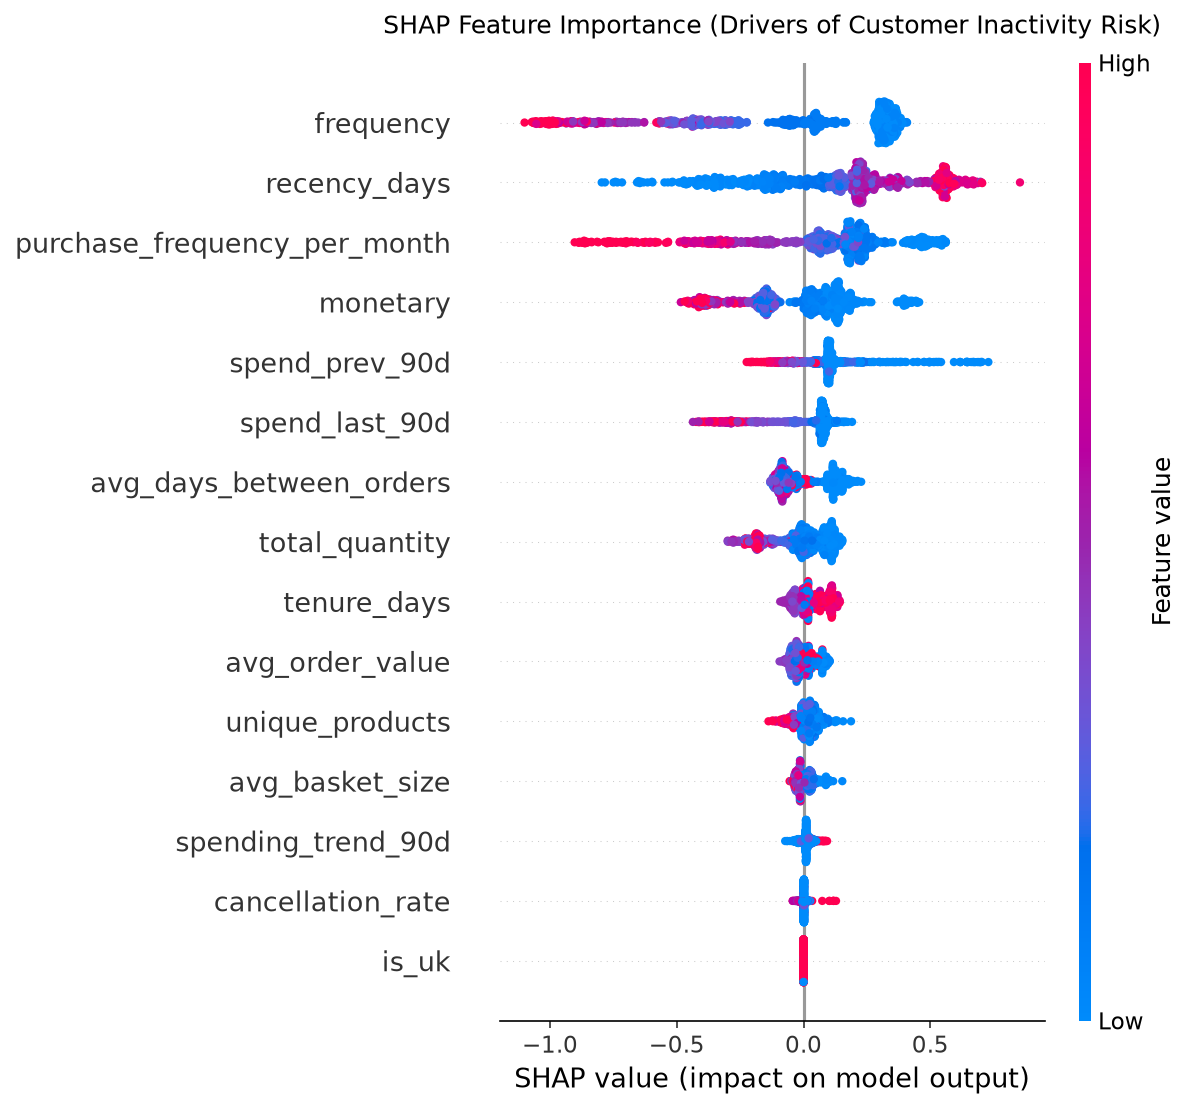 SHAP Feature Importance (Drivers of Customer Inactivity Risk)
High
frequency
recency_days
purchase_frequency_per_month
monetary
spend_prev_90d
spend_last_90d
avg_days_between_orders
total_quantity
tenure_days
avg_order_value
unique_products
avg_basket_size
spending_trend_90d
cancellation_rate
is_uk
Feature value
Low
−1.0 −0.5 0.0 0.5
SHAP value (impact on model output)